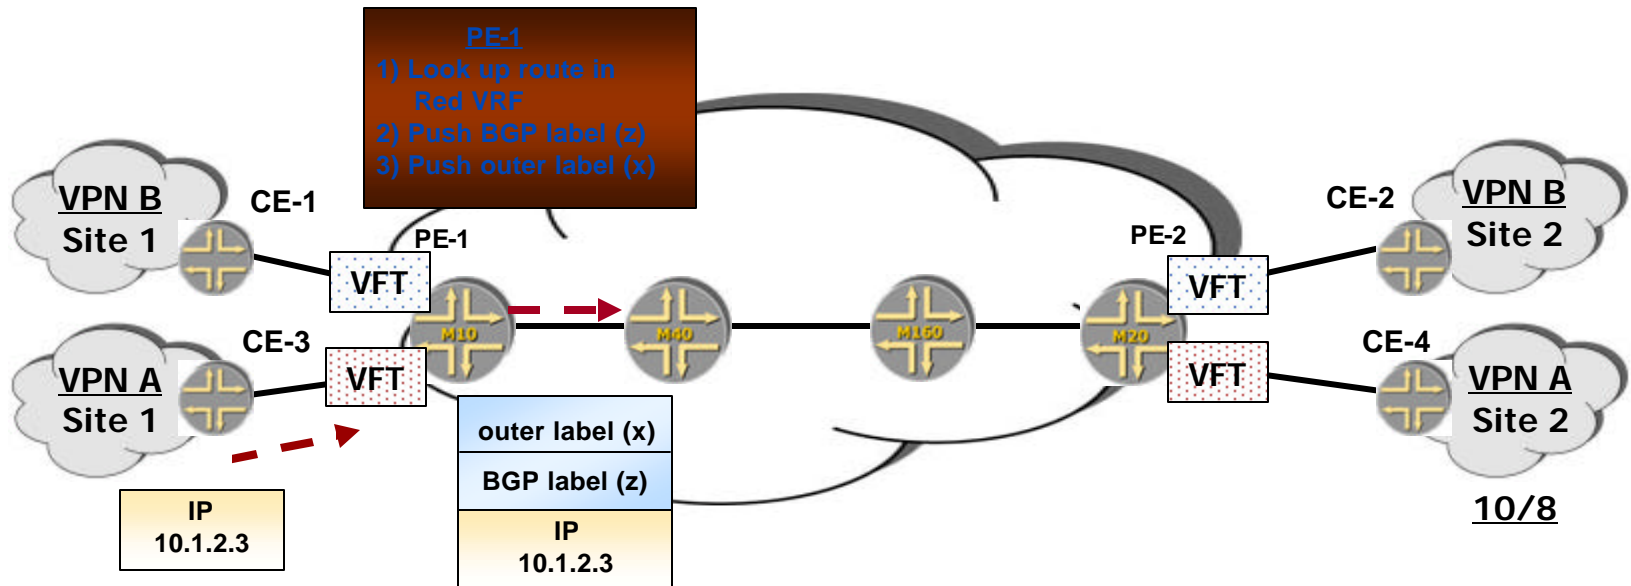 PE-1
1) Look up route in
Red VRF
2) Push BGP label (z)
3) Push outer label (x)
VPN B
Site 1
CE-1
PE-1
VFT
M10
M40
M160
M20
PE-2
VFT
CE-2
VPN B
Site 2
VPN A
Site 1
CE-3
VFT
VFT
CE-4
VPN A
Site 2
10/8
outer label (x)
BGP label (z)
IP
10.1.2.3
IP
10.1.2.3